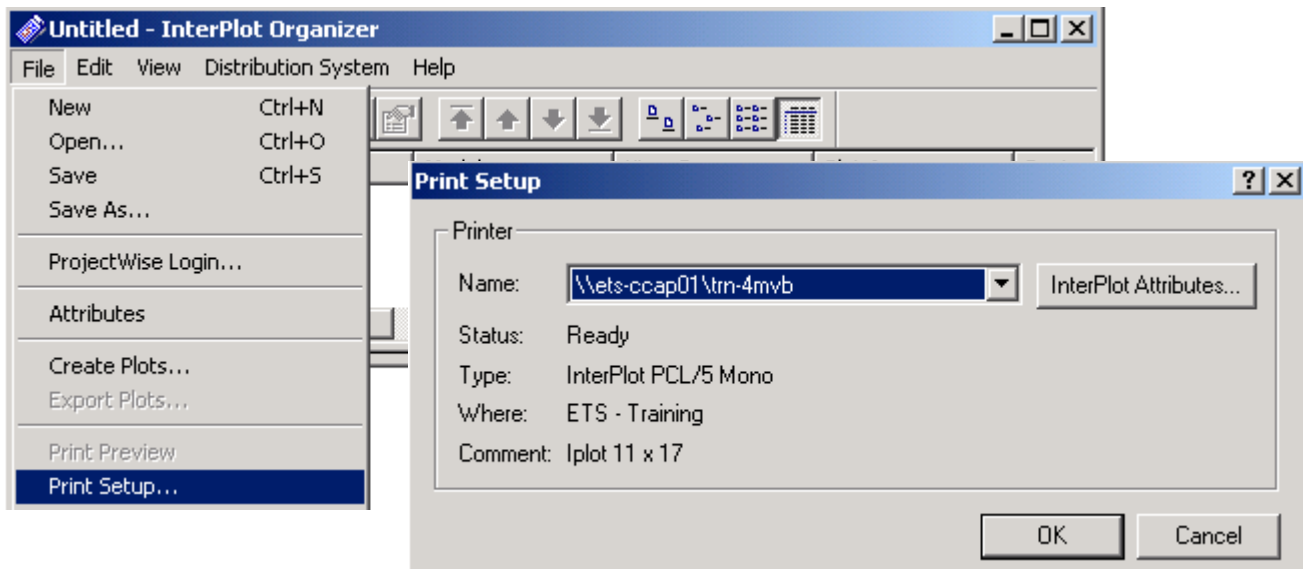 Untitled - InterPlot Organizer
File Edit View Distribution System Help
New Ctrl+N
Open... Ctrl+O
Save Ctrl+S
Save As...
ProjectWise Login...
Attributes
Create Plots...
Export Plots...
Print Preview
Print Setup...
Print Setup
Printer
Name: \\ets-ccap01\trn-4mvb InterPlot Attributes...
Status: Ready
Type: InterPlot PCL/5 Mono
Where: ETS - Training
Comment: Iplot 11 x 17
OK Cancel